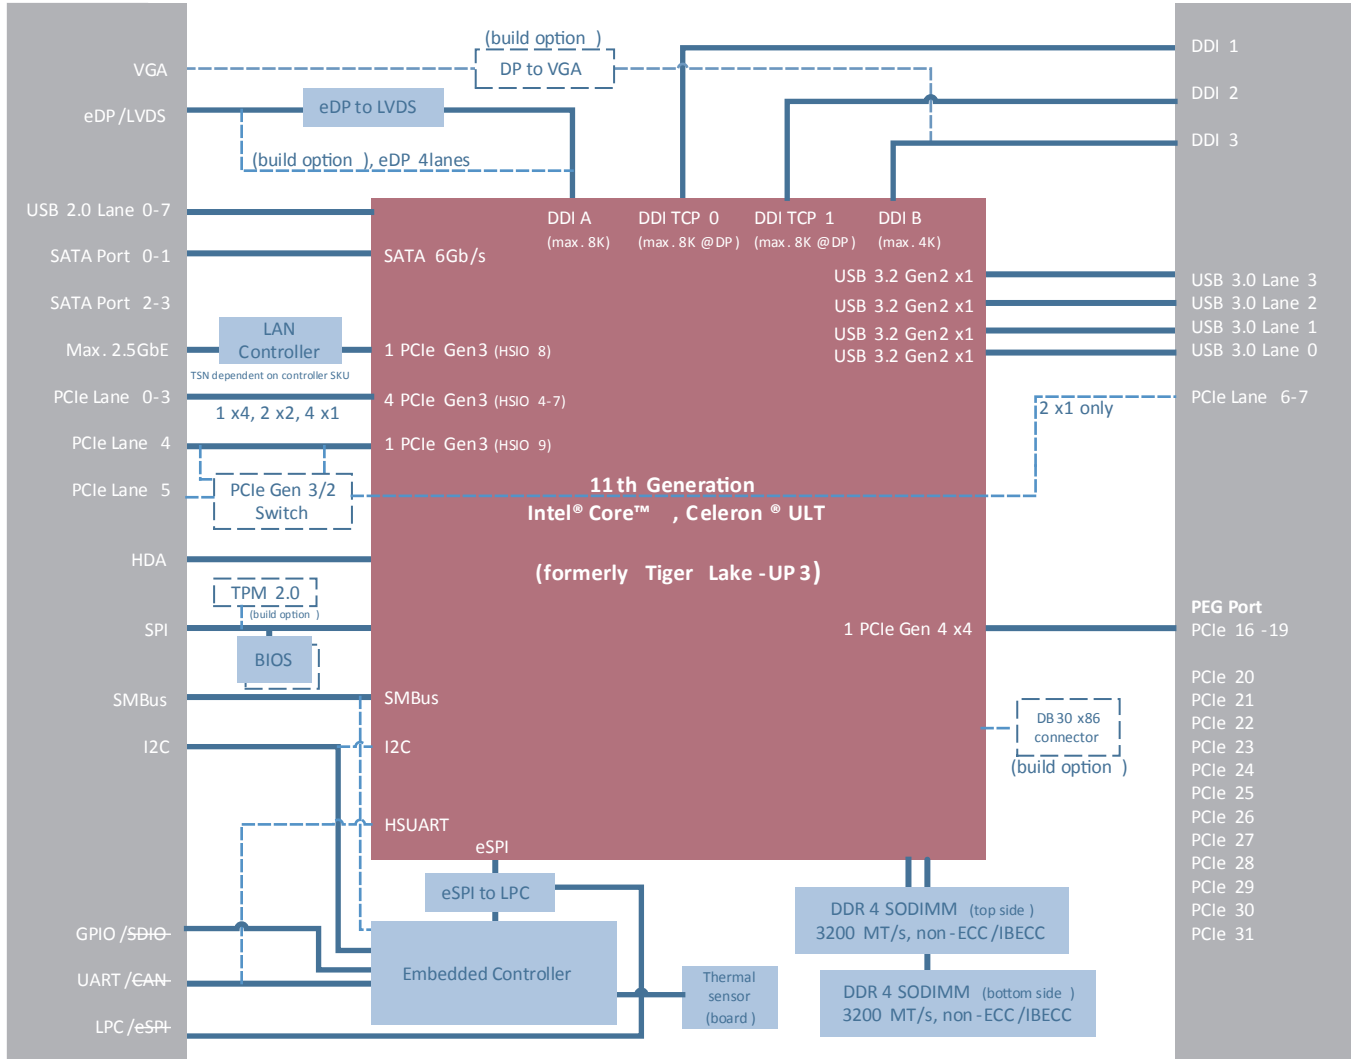 (build option )
VGA
DP to VGA
DDI 1
eDP/LVDS
eDP to LVDS
DDI 2
(build option ), eDP 4lanes
DDI 3
USB 2.0 Lane 0-7
DDI A
(max. 8K)
DDI TCP 0
(max. 8K @DP)
DDI TCP 1
(max. 8K @DP)
DDI B
(max. 4K)
SATA Port 0-1
SATA 6Gb/s
USB 3.2 Gen2 x1
USB 3.0 Lane 3
SATA Port 2-3
USB 3.2 Gen2 x1
USB 3.0 Lane 2
USB 3.2 Gen2 x1
USB 3.0 Lane 1
USB 3.2 Gen2 x1
USB 3.0 Lane 0
Max. 2.5GbE
LAN
Controller
1 PCIe Gen3 (HSIO 8)
TSN dependent on controller SKU
PCIe Lane 0-3
4 PCIe Gen3 (HSIO 4-7)
1 x4, 2 x2, 4 x1
2 x1 only
PCIe Lane 6-7
PCIe Lane 4
1 PCIe Gen3 (HSIO 9)
PCIe Lane 5
PCIe Gen 3/2
Switch
11th Generation
Intel® Core™ , Celeron ® ULT
(formerly Tiger Lake -UP3)
HDA
TPM 2.0
(build option )
SPI
BIOS
1 PCIe Gen 4 x4
PEG Port
PCIe 16 -19
SMBus
SMBus
I2C
I2C
DB30 x86
connector
(build option )
PCIe 20
PCIe 21
PCIe 22
PCIe 23
PCIe 24
PCIe 25
PCIe 26
PCIe 27
PCIe 28
PCIe 29
PCIe 30
PCIe 31
HSUART
eSPI
eSPI to LPC
DDR 4 SODIMM (top side )
3200 MT/s, non-ECC/IBECC
GPIO/SDIO
UART/CAN
Embedded Controller
Thermal
sensor
(board )
DDR 4 SODIMM (bottom side )
3200 MT/s, non-ECC/IBECC
LPC/eSPI